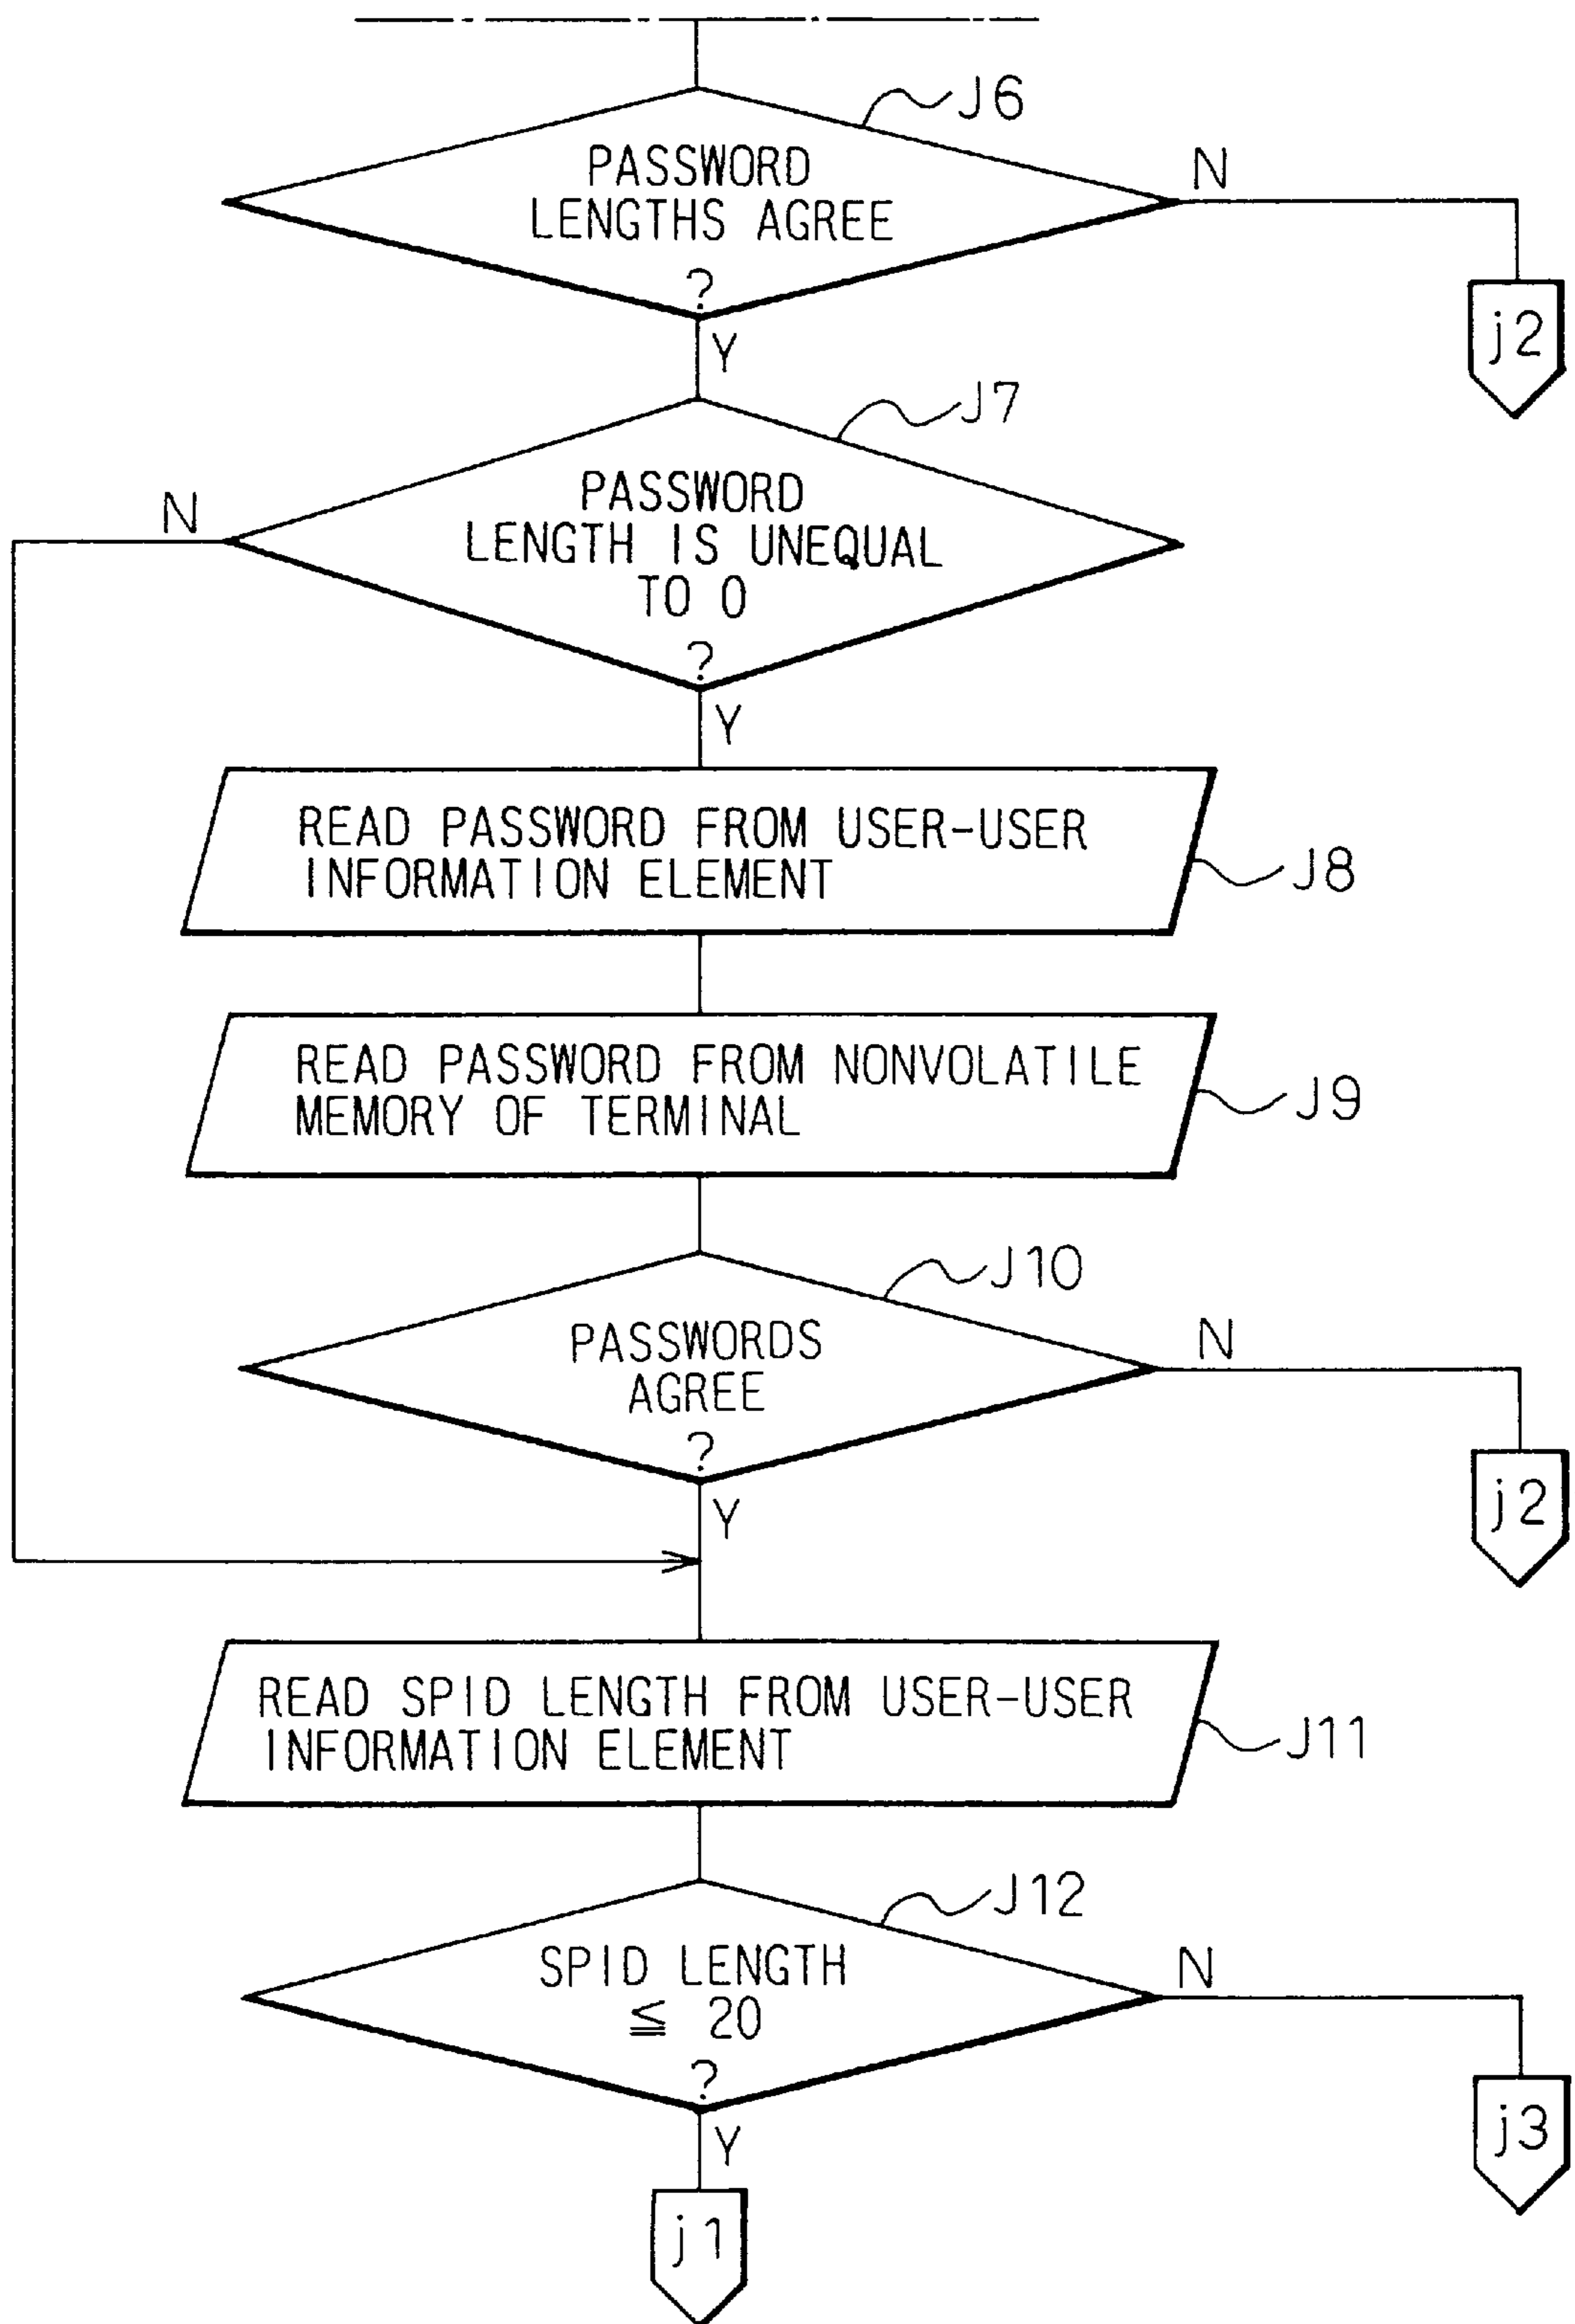 J6
PASSWORD
LENGTHS AGREE
?
N
j2
Y
J7
PASSWORD
LENGTH IS UNEQUAL
TO 0
?
N
Y
READ PASSWORD FROM USER-USER
INFORMATION ELEMENT
J8
READ PASSWORD FROM NONVOLATILE
MEMORY OF TERMINAL
J9
J10
PASSWORDS
AGREE
?
N
j2
Y
READ SPID LENGTH FROM USER-USER
INFORMATION ELEMENT
J11
J12
SPID LENGTH
≦ 20
?
N
j3
Y
j1